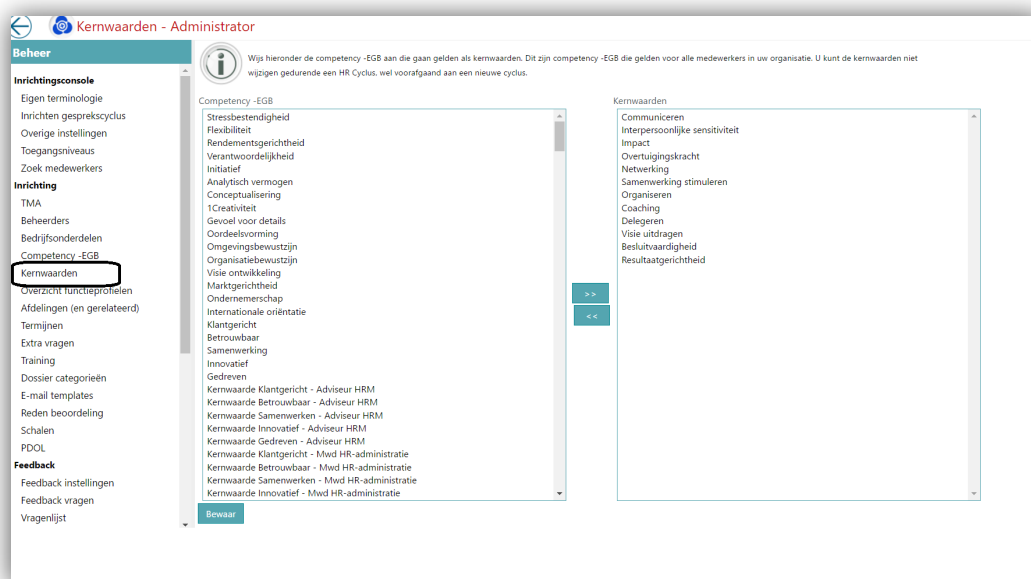 Kernwaarden - Administrator
Beheer
Inrichtingsconsole
Eigen terminologie
Inrichten gesprekscyclus
Overige instellingen
Toegangsniveaus
Zoek medewerkers
Inrichting
TMA
Beheerders
Bedrijfsonderdelen
Competency -EGB
Kernwaarden
Overzicht functieprofielen
Afdelingen (en gerelateerd)
Termijnen
Extra vragen
Training
Dossier categorieën
E-mail templates
Reden beoordeling
Schalen
PDOL
Feedback
Feedback instellingen
Feedback vragen
Vragenlijst
Wijs hieronder de competency -EGB aan die gaan gelden als kernwaarden. Dit zijn competency -EGB die gelden voor alle medewerkers in uw organisatie. U kunt de kernwaarden niet
wijzigen gedurende een HR Cyclus. wel voorafgaand aan een nieuwe cyclus.
Competency -EGB
Stressbestendigheid
Flexibiliteit
Rendementsgerichtheid
Verantwoordelijkheid
Initiatief
Analytisch vermogen
Conceptualisering
1Creativiteit
Gevoel voor details
Oordeelsvorming
Omgevingsbewustzijn
Organisatiebewustzijn
Visie ontwikkeling
Marktgerichtheid
Ondernemerschap
Internationale oriëntatie
Klantgericht
Betrouwbaar
Samenwerking
Innovatief
Gedreven
Kernwaarde Klantgericht - Adviseur HRM
Kernwaarde Betrouwbaar - Adviseur HRM
Kernwaarde Samenwerken - Adviseur HRM
Kernwaarde Innovatief - Adviseur HRM
Kernwaarde Gedreven - Adviseur HRM
Kernwaarde Klantgericht - Mwd HR-administratie
Kernwaarde Betrouwbaar - Mwd HR-administratie
Kernwaarde Samenwerken - Mwd HR-administratie
Kernwaarde Innovatief - Mwd HR-administratie
Bewaar
>>
<<
Kernwaarden
Communiceren
Interpersoonlijke sensitiviteit
Impact
Overtuigingskracht
Netwerking
Samenwerking stimuleren
Organiseren
Coaching
Delegeren
Visie uitdragen
Besluitvaardigheid
Resultaatgerichtheid